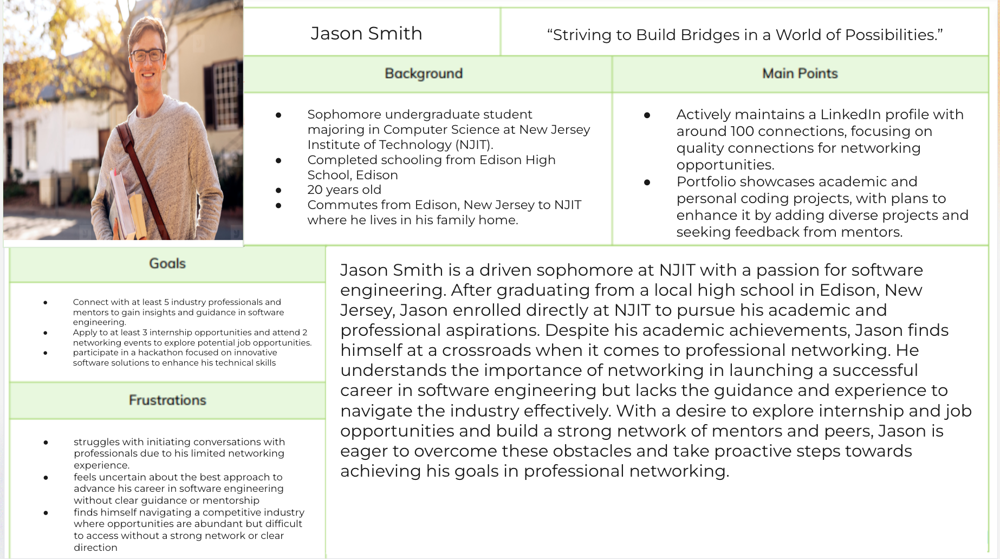 Jason Smith
“Striving to Build Bridges in a World of Possibilities.”
Background
● Sophomore undergraduate student
majoring in Computer Science at New Jersey
Institute of Technology (NJIT).
● Completed schooling from Edison High
School, Edison
● 20 years old
● Commutes from Edison, New Jersey to NJIT
where he lives in his family home.
Main Points
● Actively maintains a LinkedIn profile with
around 100 connections, focusing on
quality connections for networking
opportunities.
● Portfolio showcases academic and
personal coding projects, with plans to
enhance it by adding diverse projects and
seeking feedback from mentors.
Goals
● Connect with at least 5 industry professionals and
mentors to gain insights and guidance in software
engineering.
● Apply to at least 3 internship opportunities and attend 2
networking events to explore potential job opportunities.
● participate in a hackathon focused on innovative
software solutions to enhance his technical skills
Frustrations
● struggles with initiating conversations with
professionals due to his limited networking
experience.
● feels uncertain about the best approach to
advance his career in software engineering
without clear guidance or mentorship
● finds himself navigating a competitive industry
where opportunities are abundant but difficult
to access without a strong network or clear
direction
Jason Smith is a driven sophomore at NJIT with a passion for software
engineering. After graduating from a local high school in Edison, New
Jersey, Jason enrolled directly at NJIT to pursue his academic and
professional aspirations. Despite his academic achievements, Jason finds
himself at a crossroads when it comes to professional networking. He
understands the importance of networking in launching a successful
career in software engineering but lacks the guidance and experience to
navigate the industry effectively. With a desire to explore internship and job
opportunities and build a strong network of mentors and peers, Jason is
eager to overcome these obstacles and take proactive steps towards
achieving his goals in professional networking.